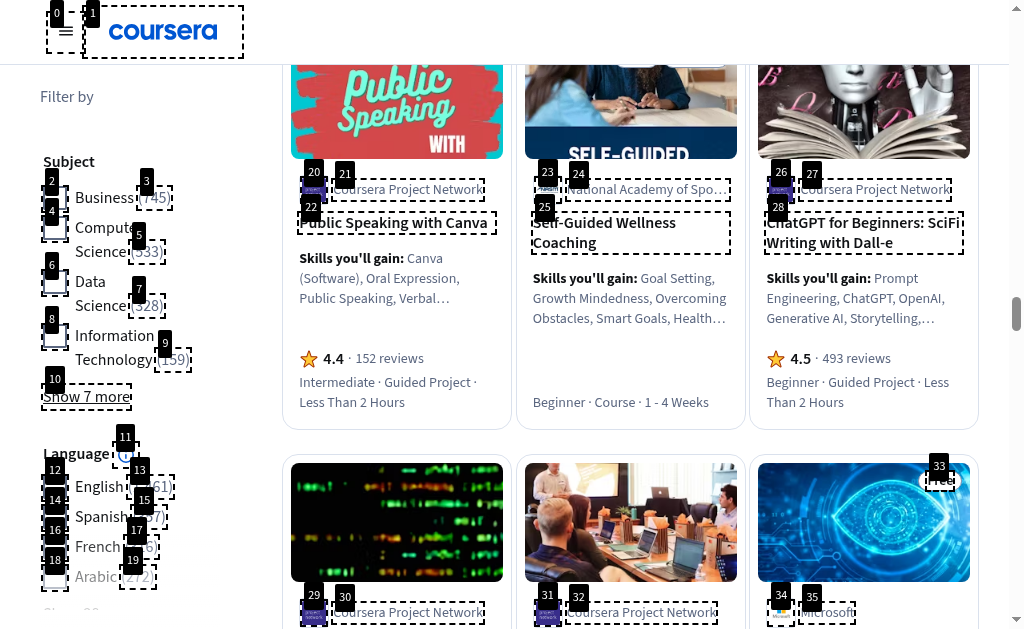 coursera
Filter by
Subject
Business (745)
Computer
Science (533)
Data
Science (328)
Information
Technology (159)
Show 7 more
Language
English
Spanish
French
Arabic (272)
Public
Speaking
WITH
Coursera Project Network
Public Speaking with Canva
Skills you'll gain: Canva
(Software), Oral Expression,
Public Speaking, Verbal…
4.4 · 152 reviews
Intermediate · Guided Project ·
Less Than 2 Hours
SELF-GUIDED
National Academy of Spo…
Self-Guided Wellness
Coaching
Skills you'll gain: Goal Setting,
Growth Mindedness, Overcoming
Obstacles, Smart Goals, Health…
Beginner · Course · 1 - 4 Weeks
Coursera Project Network
ChatGPT for Beginners: SciFi
Writing with Dall-e
Skills you'll gain: Prompt
Engineering, ChatGPT, OpenAI,
Generative AI, Storytelling,…
4.5 · 493 reviews
Beginner · Guided Project · Less
Than 2 Hours
Coursera Project Network
Coursera Project Network
Free
Microsoft
0
1
2
3
4
5
6
7
8
9
10
11
12
13
14
15
16
17
18
19
20
21
22
23
24
25
26
27
28
29
30
31
32
33
34
35